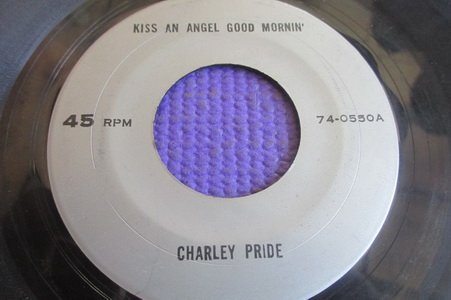 KISS AN ANGEL GOOD MORNIN'
45 RPM
74-0550A
CHARLEY PRIDE